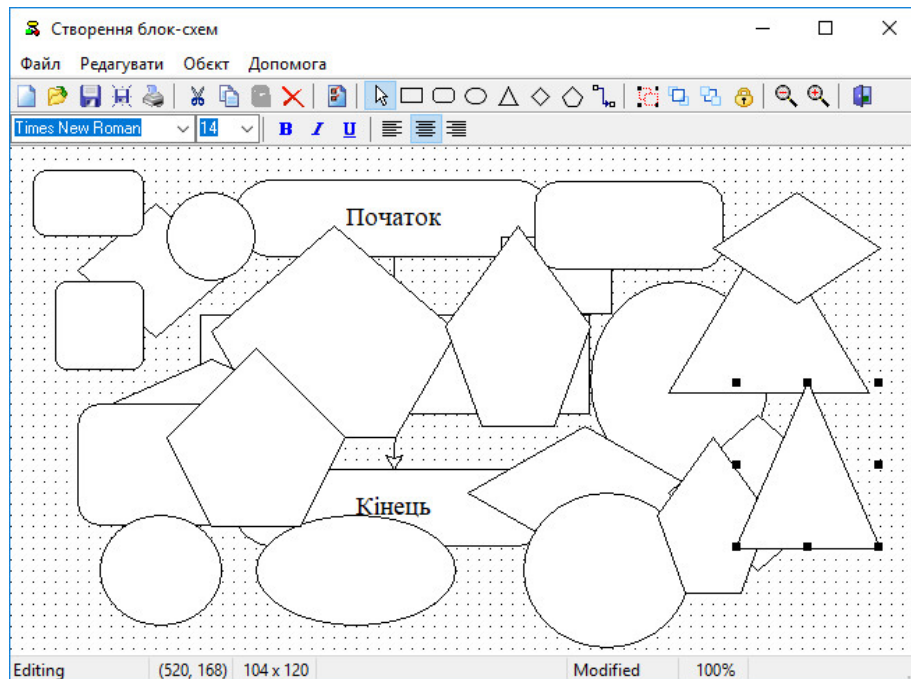 Створення блок-схем
Файл Редагувати Обєкт Допомога
Times New Roman 14 B I U
Початок
Кінець
Editing (520, 168) 104 x 120 Modified 100%